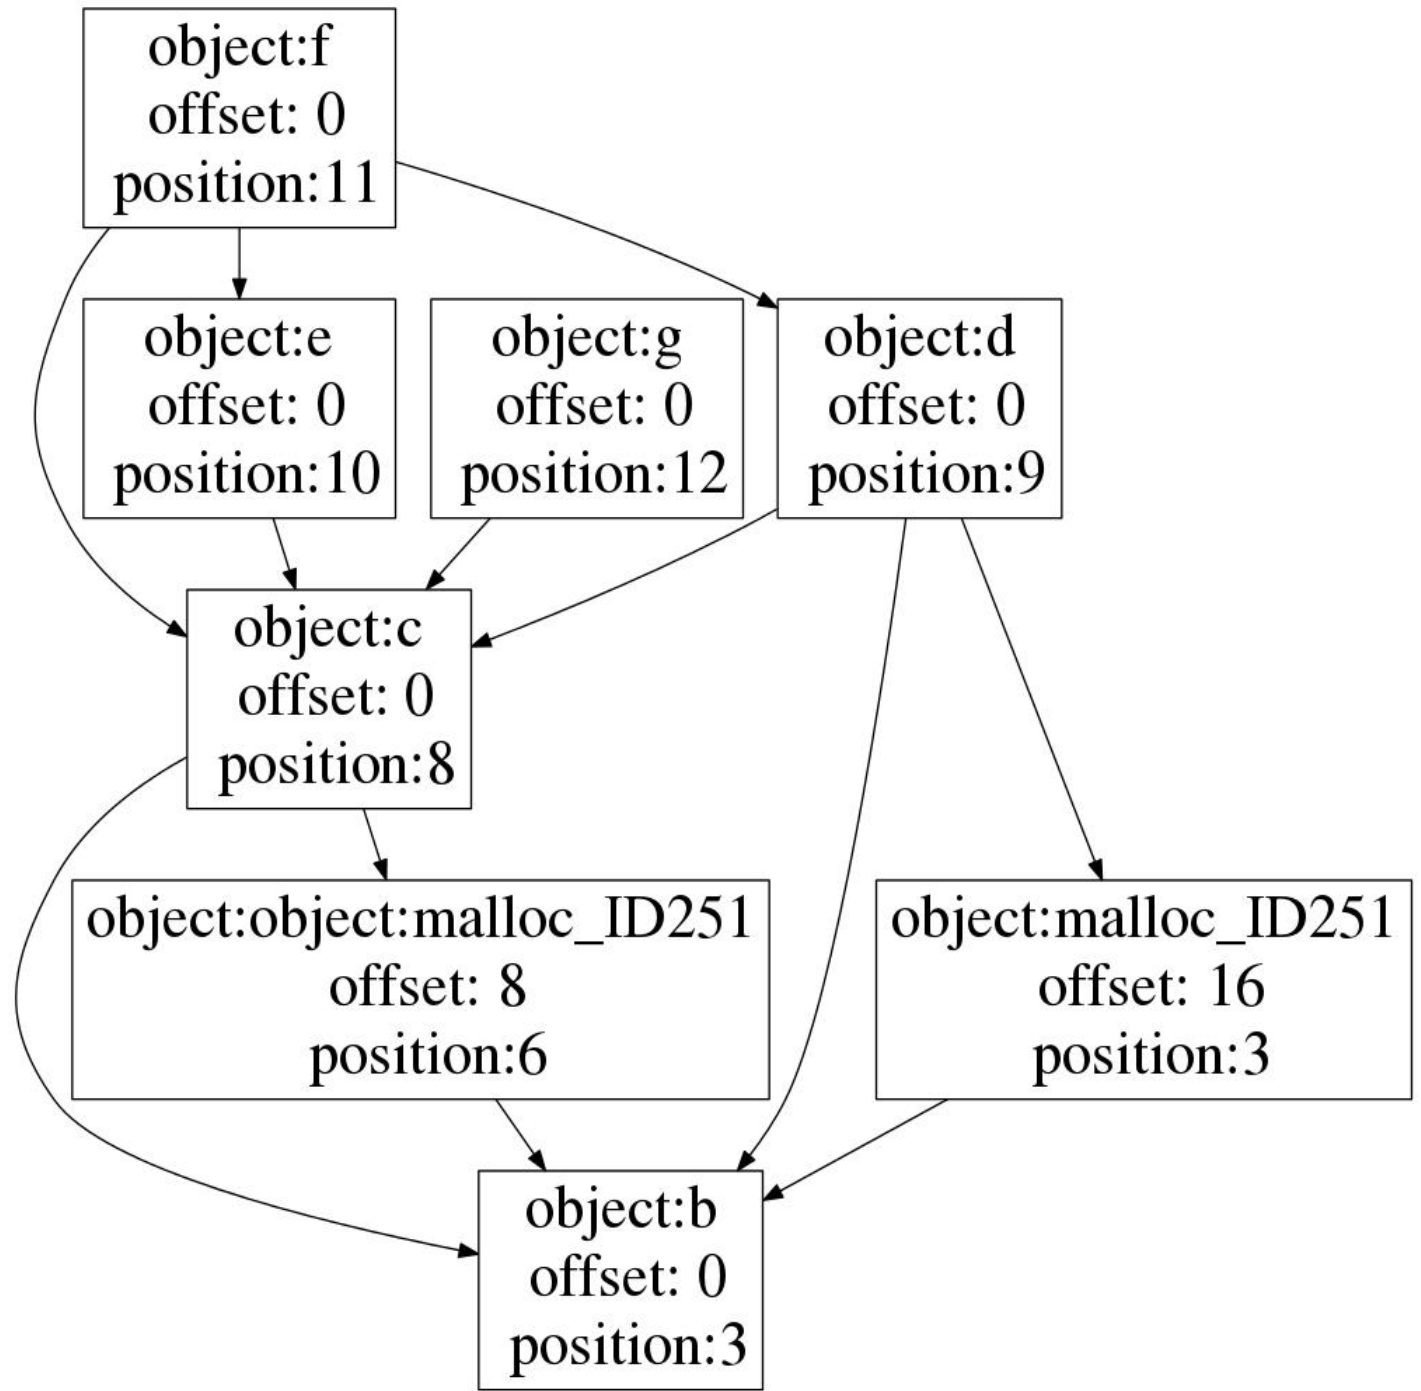 object:f
offset: 0
position:11
object:e
offset: 0
position:10
object:g
offset: 0
position:12
object:d
offset: 0
position:9
object:c
offset: 0
position:8
object:object:malloc_ID251
offset: 8
position:6
object:malloc_ID251
offset: 16
position:3
object:b
offset: 0
position:3